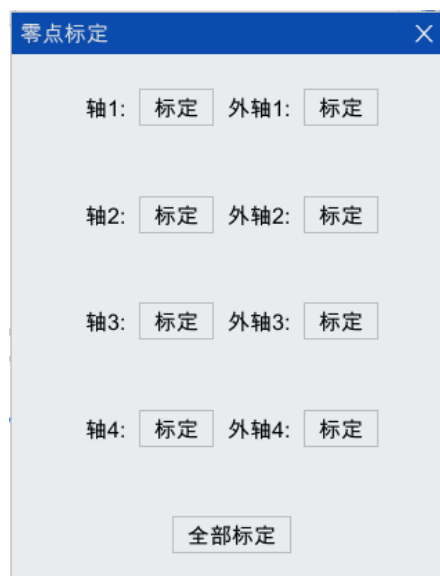 零点标定
轴1: 标定 外轴1: 标定
轴2: 标定 外轴2: 标定
轴3: 标定 外轴3: 标定
轴4: 标定 外轴4: 标定
全部标定